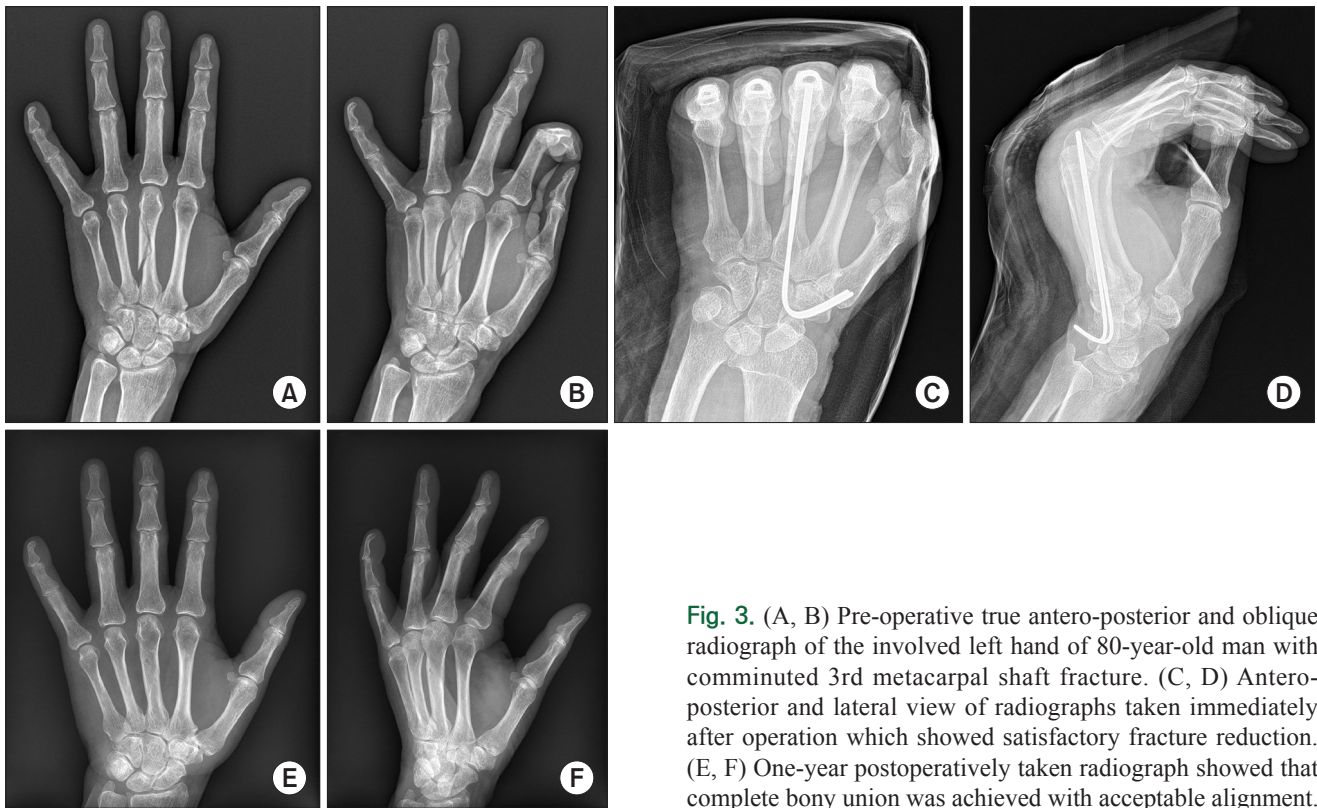 A
B
C
D
E
F
Fig. 3. (A, B) Pre-operative true antero-posterior and oblique
radiograph of the involved left hand of 80-year-old man with
comminuted 3rd metacarpal shaft fracture. (C, D) Antero-
posterior and lateral view of radiographs taken immediately
after operation which showed satisfactory fracture reduction.
(E, F) One-year postoperatively taken radiograph showed that
complete bony union was achieved with acceptable alignment.